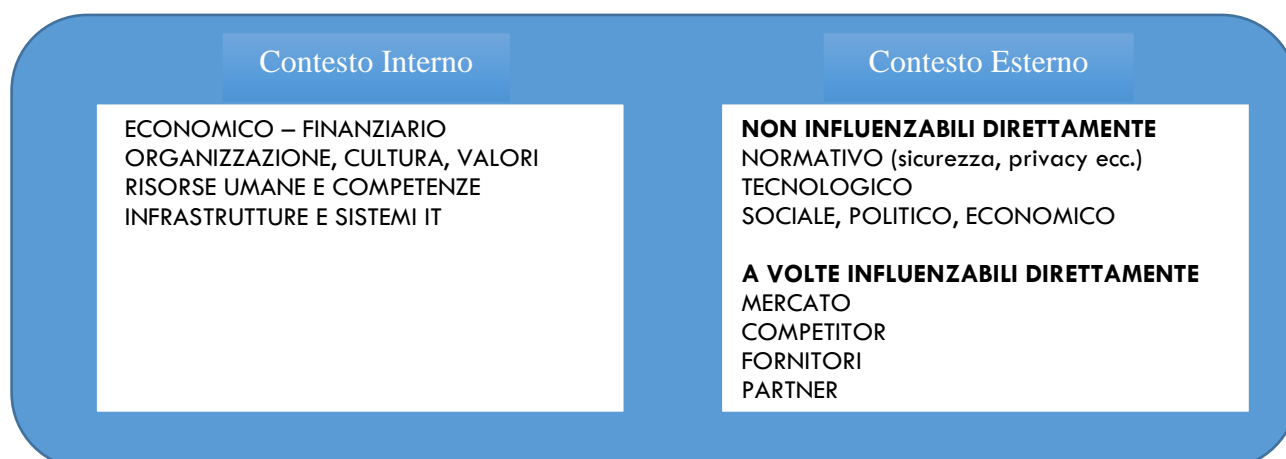 Contesto Interno
ECONOMICO – FINANZIARIO
ORGANIZZAZIONE, CULTURA, VALORI
RISORSE UMANE E COMPETENZE
INFRASTRUTTURE E SISTEMI IT
Contesto Esterno
NON INFLUENZABILI DIRETTAMENTE
NORMATIVO (sicurezza, privacy ecc.)
TECNOLOGICO
SOCIALE, POLITICO, ECONOMICO
A VOLTE INFLUENZABILI DIRETTAMENTE
MERCATO
COMPETITOR
FORNITORI
PARTNER